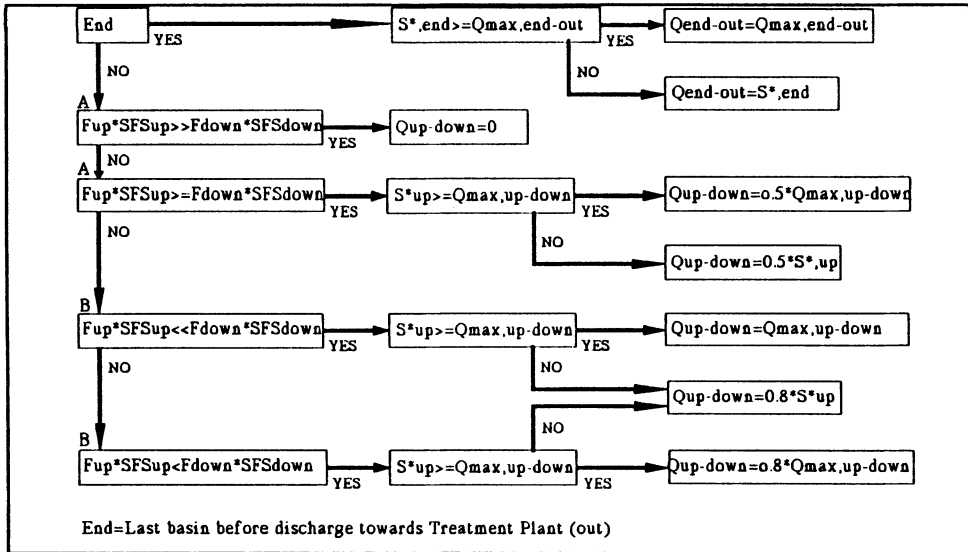 End
YES
S*,end>=Qmax,end-out
YES
Qend-out=Qmax,end-out
NO
NO
Qend-out=S*,end
A
Fup*SFSup>>Fdown*SFSdown
YES
Qup-down=0
A
NO
Fup*SFSup>=Fdown*SFSdown
YES
S*up>=Qmax,up-down
YES
Qup-down=o.5*Qmax,up-down
NO
NO
Qup-down=0.5*S*,up
B
Fup*SFSup<<Fdown*SFSdown
YES
S*up>=Qmax,up-down
YES
Qup-down=Qmax,up-down
NO
NO
Qup-down=0.8*S*up
B
NO
Fup*SFSup<Fdown*SFSdown
YES
S*up>=Qmax,up-down
YES
Qup-down=o.8*Qmax,up-down
End=Last basin before discharge towards Treatment Plant (out)